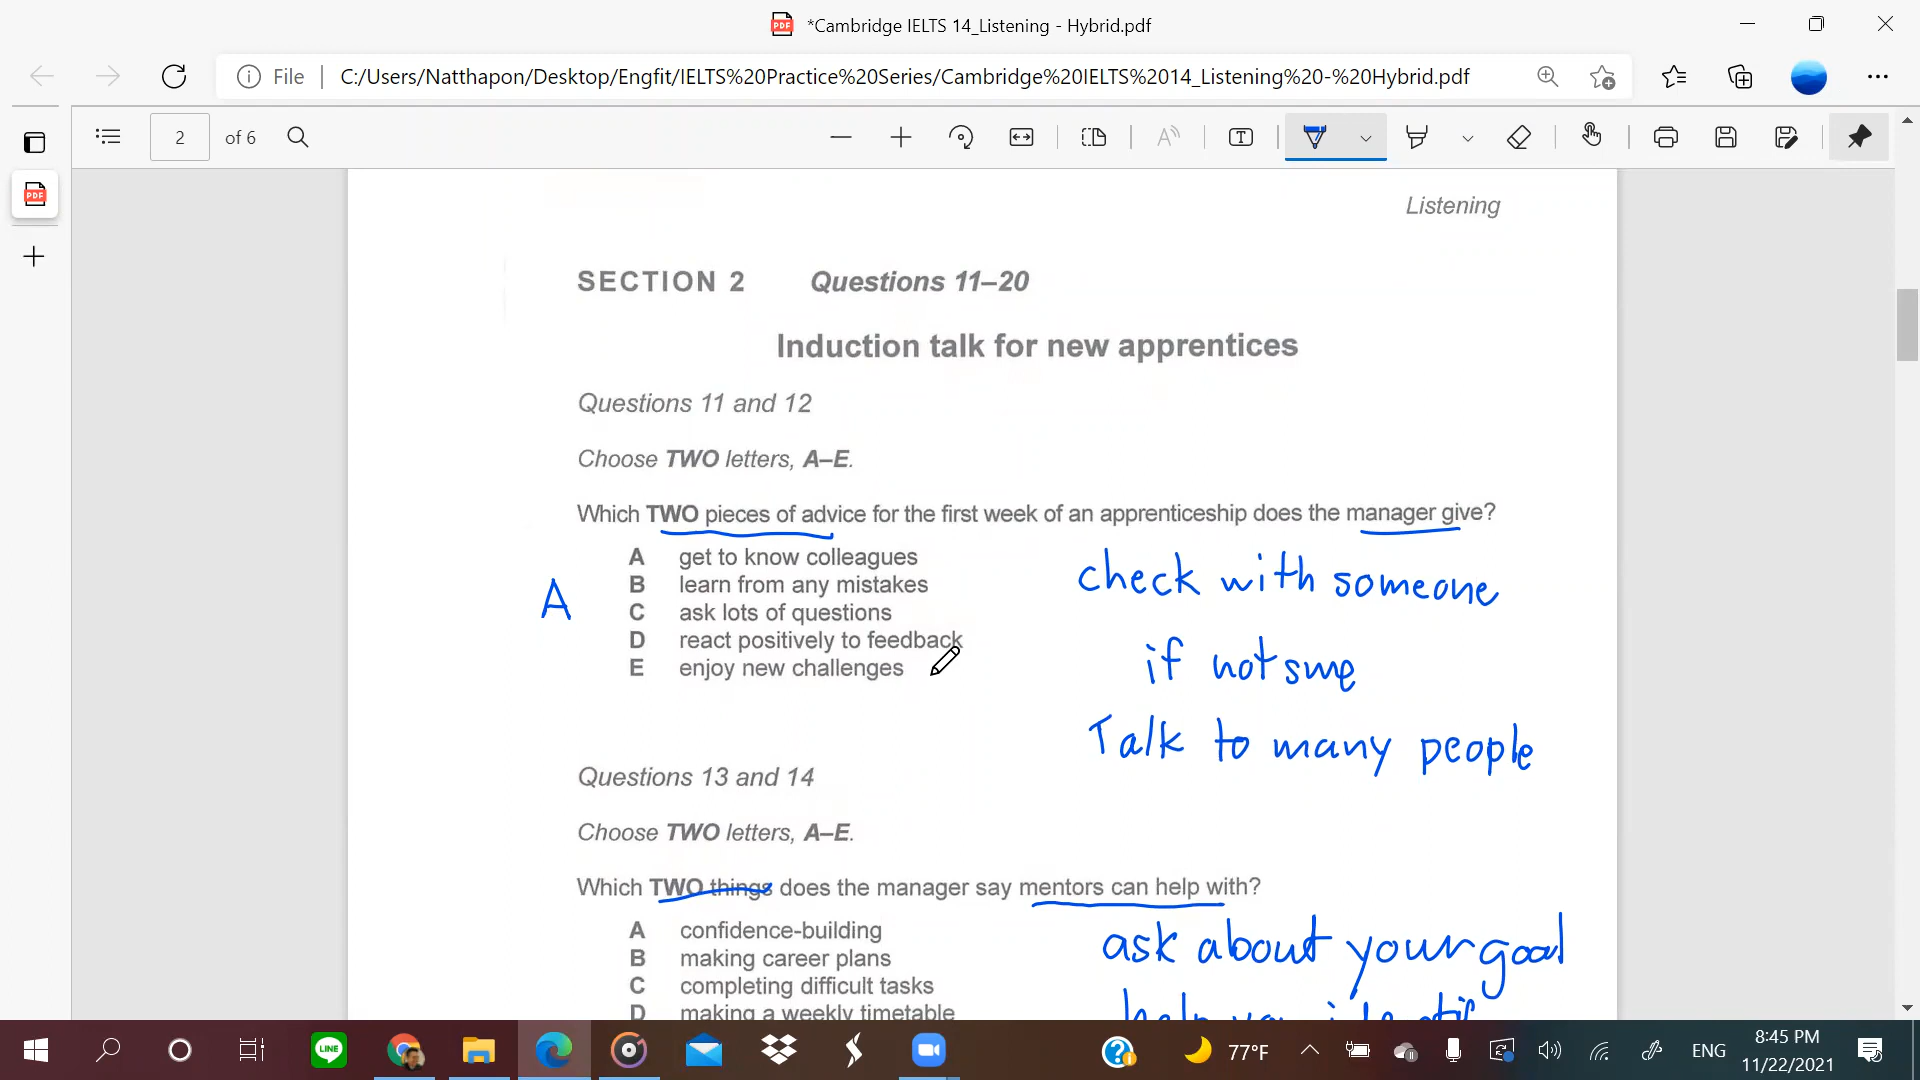 *Cambridge IELTS 14_Listening - Hybrid.pdf
File | C:/Users/Natthapon/Desktop/Engfit/IELTS%20Practice%20Series/Cambridge%20IELTS%2014_Listening%20-%20Hybrid.pdf
2 of 6
Listening
SECTION 2 Questions 11–20
Induction talk for new apprentices
Questions 11 and 12
Choose TWO letters, A–E.
Which TWO pieces of advice for the first week of an apprenticeship does the manager give?
A get to know colleagues
B learn from any mistakes
C ask lots of questions
D react positively to feedback
E enjoy new challenges
A
check with someone
if not sure
Talk to many people
Questions 13 and 14
Choose TWO letters, A–E.
Which TWO things does the manager say mentors can help with?
A confidence-building
B making career plans
C completing difficult tasks
D making a weekly timetable
ask about your goal
help you
77°F
ENG
8:45 PM
11/22/2021